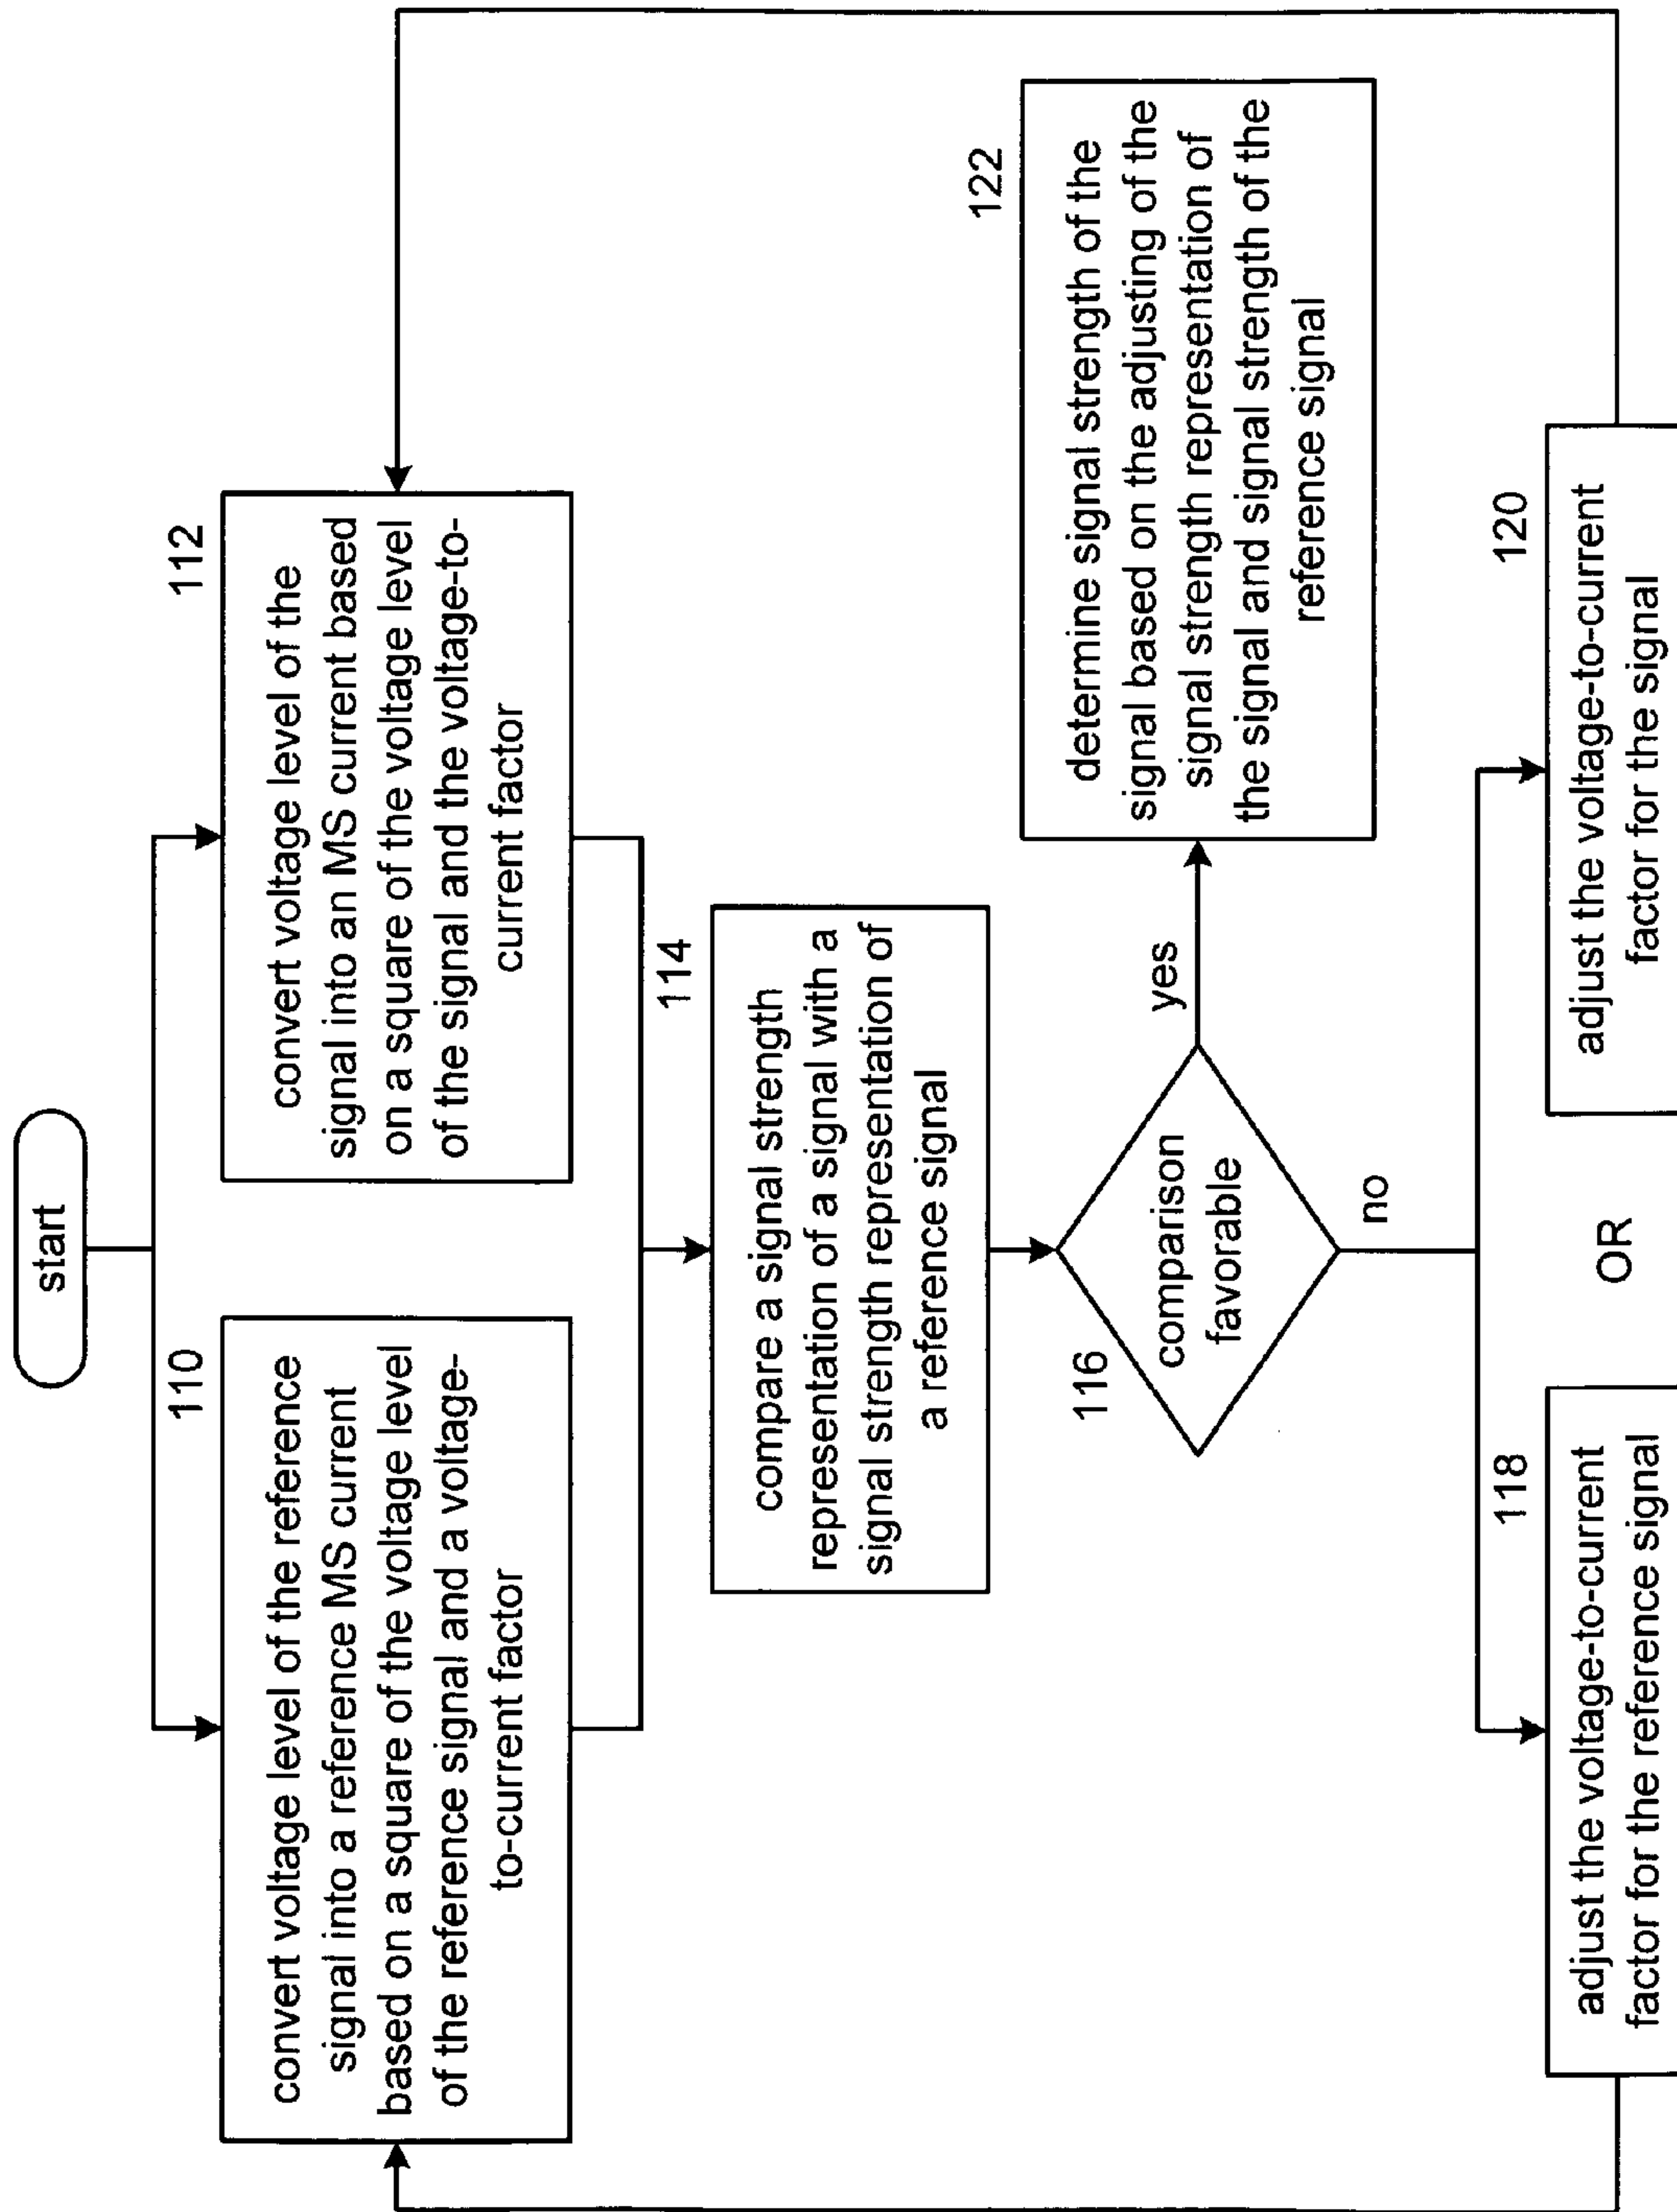 start
110
convert voltage level of the reference
signal into a reference MS current
based on a square of the voltage level
of the reference signal and a voltage-
to-current factor
112
convert voltage level of the
signal into an MS current based
on a square of the voltage level
of the signal and the voltage-to-
current factor
114
compare a signal strength
representation of a signal with a
signal strength representation of
a reference signal
116
comparison
favorable
yes
no
122
determine signal strength of the
signal based on the adjusting of the
signal strength representation of
the signal and signal strength of the
reference signal
118
adjust the voltage-to-current
factor for the reference signal
OR
120
adjust the voltage-to-current
factor for the signal